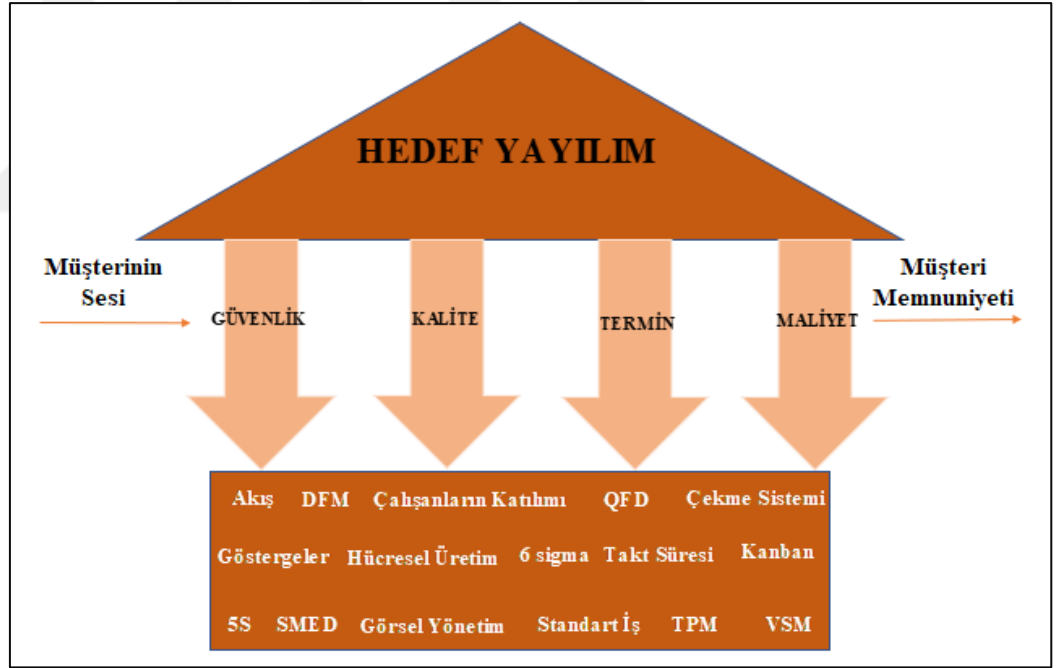 HEDEF YAYILIM
Müşterinin
Sesi
Müşteri
Memnuniyeti
GÜVENLİK
KALİTE
TERMİN
MALİYET
Akış DFM Çalışanların Katılımı QFD Çekme Sistemi
Göstergeler Hücresel Üretim 6 sigma Takt Süresi Kanban
5S SMED Görsel Yönetim Standart İş TPM VSM